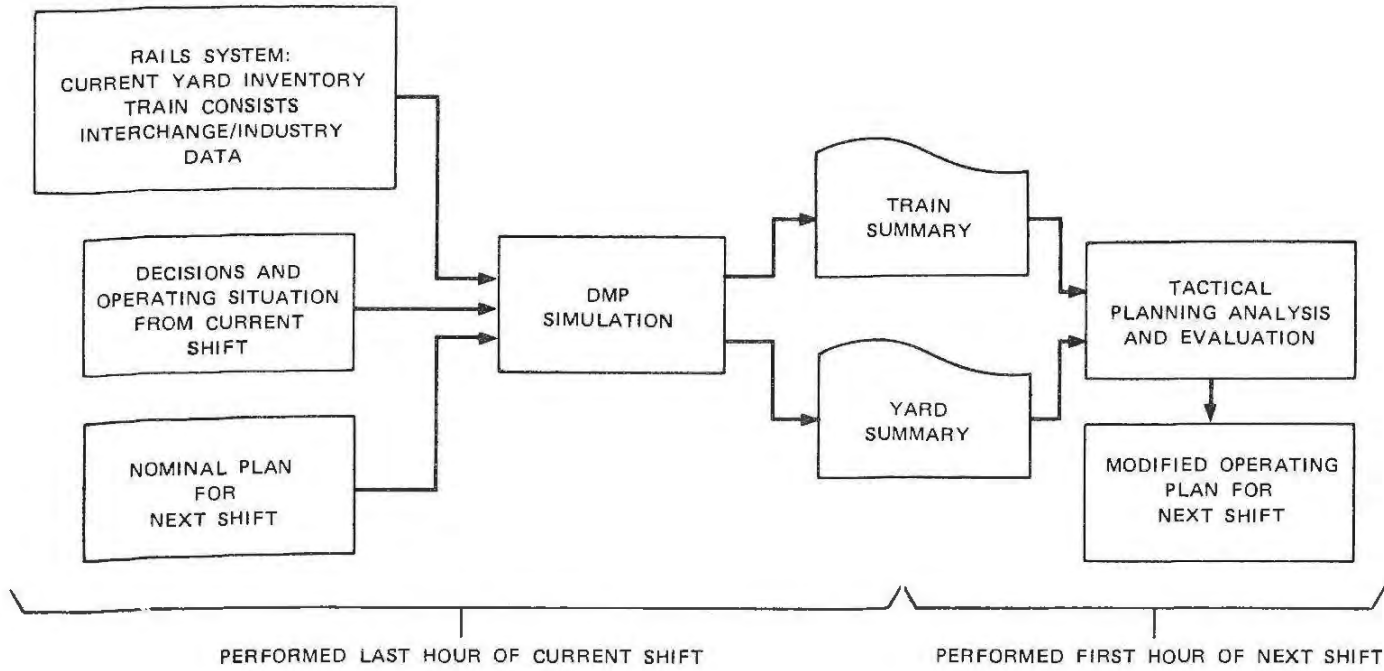 RAILS SYSTEM:
CURRENT YARD INVENTORY
TRAIN CONSISTS
INTERCHANGE/INDUSTRY
DATA
DECISIONS AND
OPERATING SITUATION
FROM CURRENT
SHIFT
NOMINAL PLAN
FOR
NEXT SHIFT
DMP
SIMULATION
TRAIN
SUMMARY
YARD
SUMMARY
TACTICAL
PLANNING ANALYSIS
AND EVALUATION
MODIFIED OPERATING
PLAN FOR
NEXT SHIFT
PERFORMED LAST HOUR OF CURRENT SHIFT
PERFORMED FIRST HOUR OF NEXT SHIFT